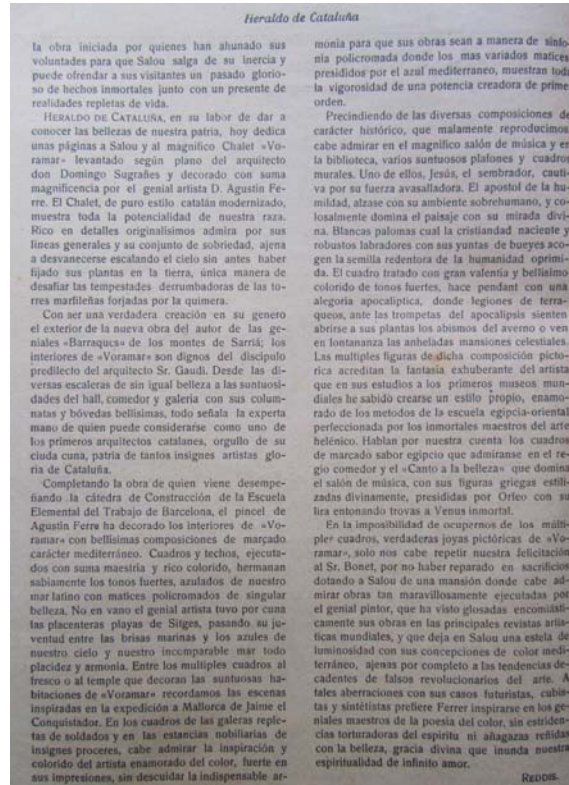 Heraldo de Cataluña
la obra iniciada por quienes han ahunado sus
voluntades para que Salou salga de su inercia y
puede ofrendar a sus visitantes un pasado glorio-
so de hechos inmortales junto con un presente de
realidades repletas de vida.
HERALDO DE CATALUÑA, en su labor de dar a
conocer las bellezas de nuestra patria, hoy dedica
unas páginas a Salou y al magnífico Chalet «Vo-
ramar» levantado según plano del arquitecto
don Domingo Sugrañes y decorado con suma
magnificencia por el genial artista D. Agustin Fe-
rre. El Chalet, de puro estilo catalán modernizado,
muestra toda la potencialidad de nuestra raza.
Rico en detalles originalisimos admira por sus
lineas generales y su conjunto de sobriedad, ajena
a desvanecerse escalando el cielo sin antes haber
fijado sus plantas en la tierra, única manera de
desafiar las tempestades derrumbadoras de las to-
rres marfileñas forjadas por la quimera.
Con ser una verdadera creación en su genero
el exterior de la nueva obra del autor de las ge-
niales «Barraqucs» de los montes de Sarriá; los
interiores de «Voramar» son dignos del discipulo
predilecto del arquitecto Sr. Gaudi. Desde las di-
versas escaleras de sin igual belleza a las suntuosi-
dades del hall, comedor y galeria con sus colum-
natas y bóvedas bellisimas, todo señala la experta
mano de quien puede considerarse como uno de
los primeros arquitectos catalanes, orgullo de su
ciuda cuna, patria de tantos insignes artistas glo-
ria de Cataluña.
Completando la obra de quien viene desempe-
ñando la cátedra de Construcción de la Escuela
Elemental del Trabajo de Barcelona, el pincel de
Agustin Ferre ha decorado los interiores de «Vo-
ramar» con bellisimas composiciones de marcado
carácter mediterráneo. Cuadros y techos, ejecuta-
dos con suma maestria y rico colorido, hermanan
sabiamente los tonos fuertes, azulados de nuestro
mar latino con matices policromados de singular
belleza. No en vano el genial artista tuvo por cuna
las placenteras playas de Sitges, pasando su ju-
ventud entre las brisas marinas y los azules de
nuestro cielo y nuestro incomparable mar todo
placidez y armonia. Entre los multiples cuadros al
fresco o al temple que decoran las suntuosas ha-
bitaciones de «Voramar» recordamos las escenas
inspiradas en la expedición a Mallorca de Jaime el
Conquistador. En los cuadros de las galeras reple-
tas de soldados y en las estancias nobiliarias de
insignes proceres, cabe admirar la inspiración y
colorido del artista enamorado del color, fuerte en
sus impresiones, sin descuidar la indispensable ar-
monia para que sus obras sean a manera de sinfo-
nia policromada donde los mas variados matices
presididos por el azul mediterraneo, muestran toda
la vigorosidad de una potencia creadora de prime
orden.
Precindiendo de las diversas composiciones de
carácter histórico, que malamente reproducimos
cabe admirar en el magnifico salón de música y en
la biblioteca, varios suntuosos plafones y cuadros
murales. Uno de ellos, Jesús, el sembrador, cauti-
va por su fuerza avasalladora. El apostol de la hu-
mildad, alzase con su ambiente sobrehumano, y co-
losalmente domina el paisaje con su mirada divi-
na. Blancas palomas cual la cristiandad naciente y
robustos labradores con sus yuntas de bueyes aco-
gen la semilla redentora de la humanidad oprimi-
da. El cuadro tratado con gran valentia y bellisimo
colorido de tonos fuertes, hace pendant con una
alegoria apocaliptica, donde legiones de terra-
queos, ante las trompetas del apocalipsis sienten
abrirse a sus plantas los abismos del averno o ven
en lontananza las anheladas mansiones celestiales.
Las multiples figuras de dicha composición picto-
rica acreditan la fantasia exhuberante del artista
que en sus estudios a los primeros museos mun-
diales he sabido crearse un estilo propio, enamo-
rado de los metodos de la escuela egipcia-oriental
perfeccionada por los inmortales maestros del arte
helénico. Hablan por nuestra cuenta los cuadros
de marcado sabor egipcio que admiranse en el re-
gio comedor y el «Canto a la belleza» que domina
el salón de música, con sus figuras griegas estili-
zadas divinamente, presididas por Orfeo con su
lira entonando trovas a Venus inmortal.
En la imposibilidad de ocuparnos de los múlti-
ples cuadros, verdaderas joyas pictóricas de «Vo-
ramar», solo nos cabe repetir nuestra felicitación
al Sr. Bonet, por no haber reparado en sacrificios
dotando a Salou de una mansión donde cabe ad-
mirar obras tan maravillosamente ejecutadas por
el genial pintor, que ha visto glosadas encomiásti-
camente sus obras en las principales revistas artis-
ticas mundiales, y que deja en Salou una estela de
luminosidad con sus concepciones de color medi-
terráneo, ajenas por completo a las tendencias de-
cadentes de falsos revolucionarios del arte. A
tales aberraciones con sus casos futuristas, cubis-
tas y sintétistas prefiere Ferrer inspirarse en los ge-
niales maestros de la poesia del color, sin estriden-
cias torturadoras del espiritu ni añagazas reñidas
con la belleza, gracia divina que inunda nuestra
espiritualidad de infinito amor.
REDDIS.